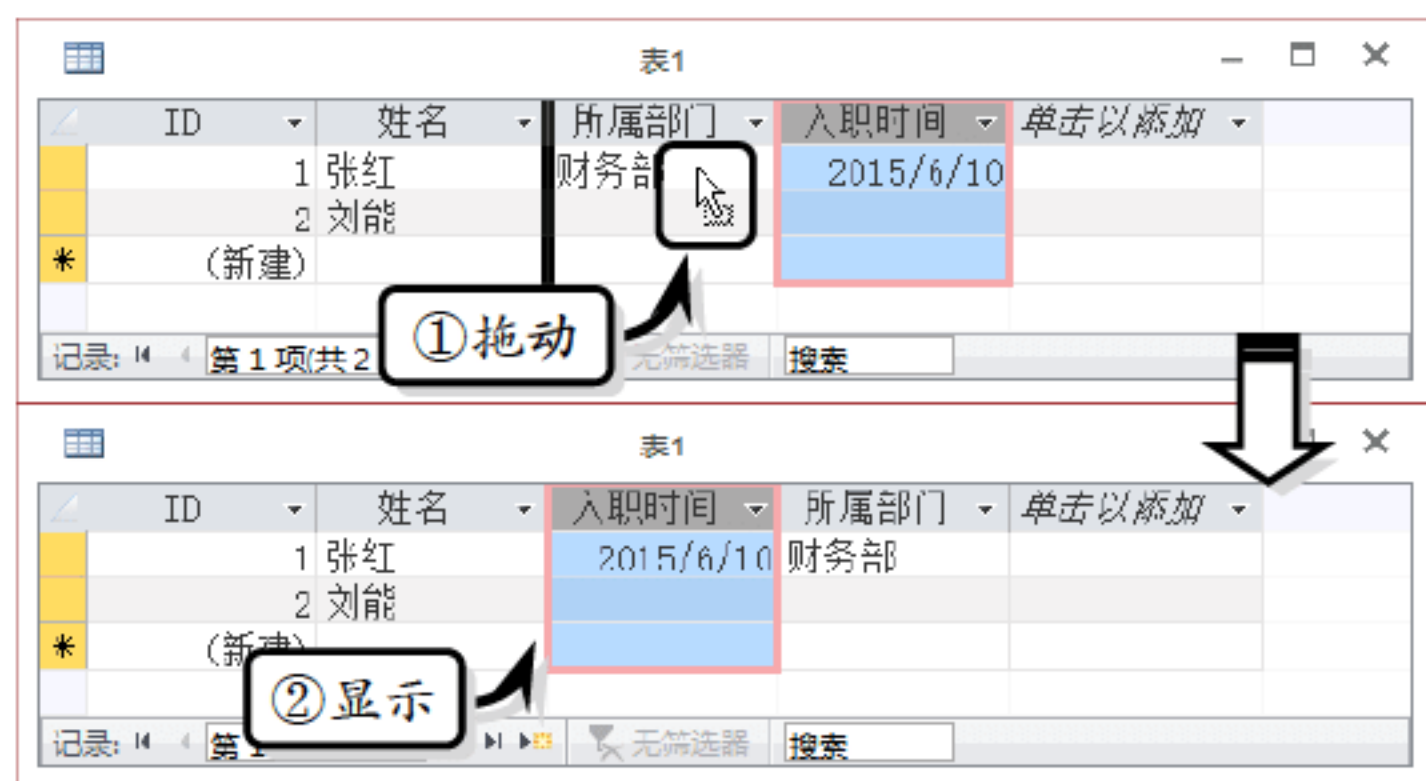 表1
ID 姓名 所属部门 入职时间 单击以添加
1 张红 财务部 2015/6/10
2 刘能
* (新建)
①拖动
记录: 第 1 项(共 2 无筛选器 搜索
表1
ID 姓名 入职时间 所属部门 单击以添加
1 张红 2015/6/10 财务部
2 刘能
* (新建)
②显示
记录: 第 1 无筛选器 搜索